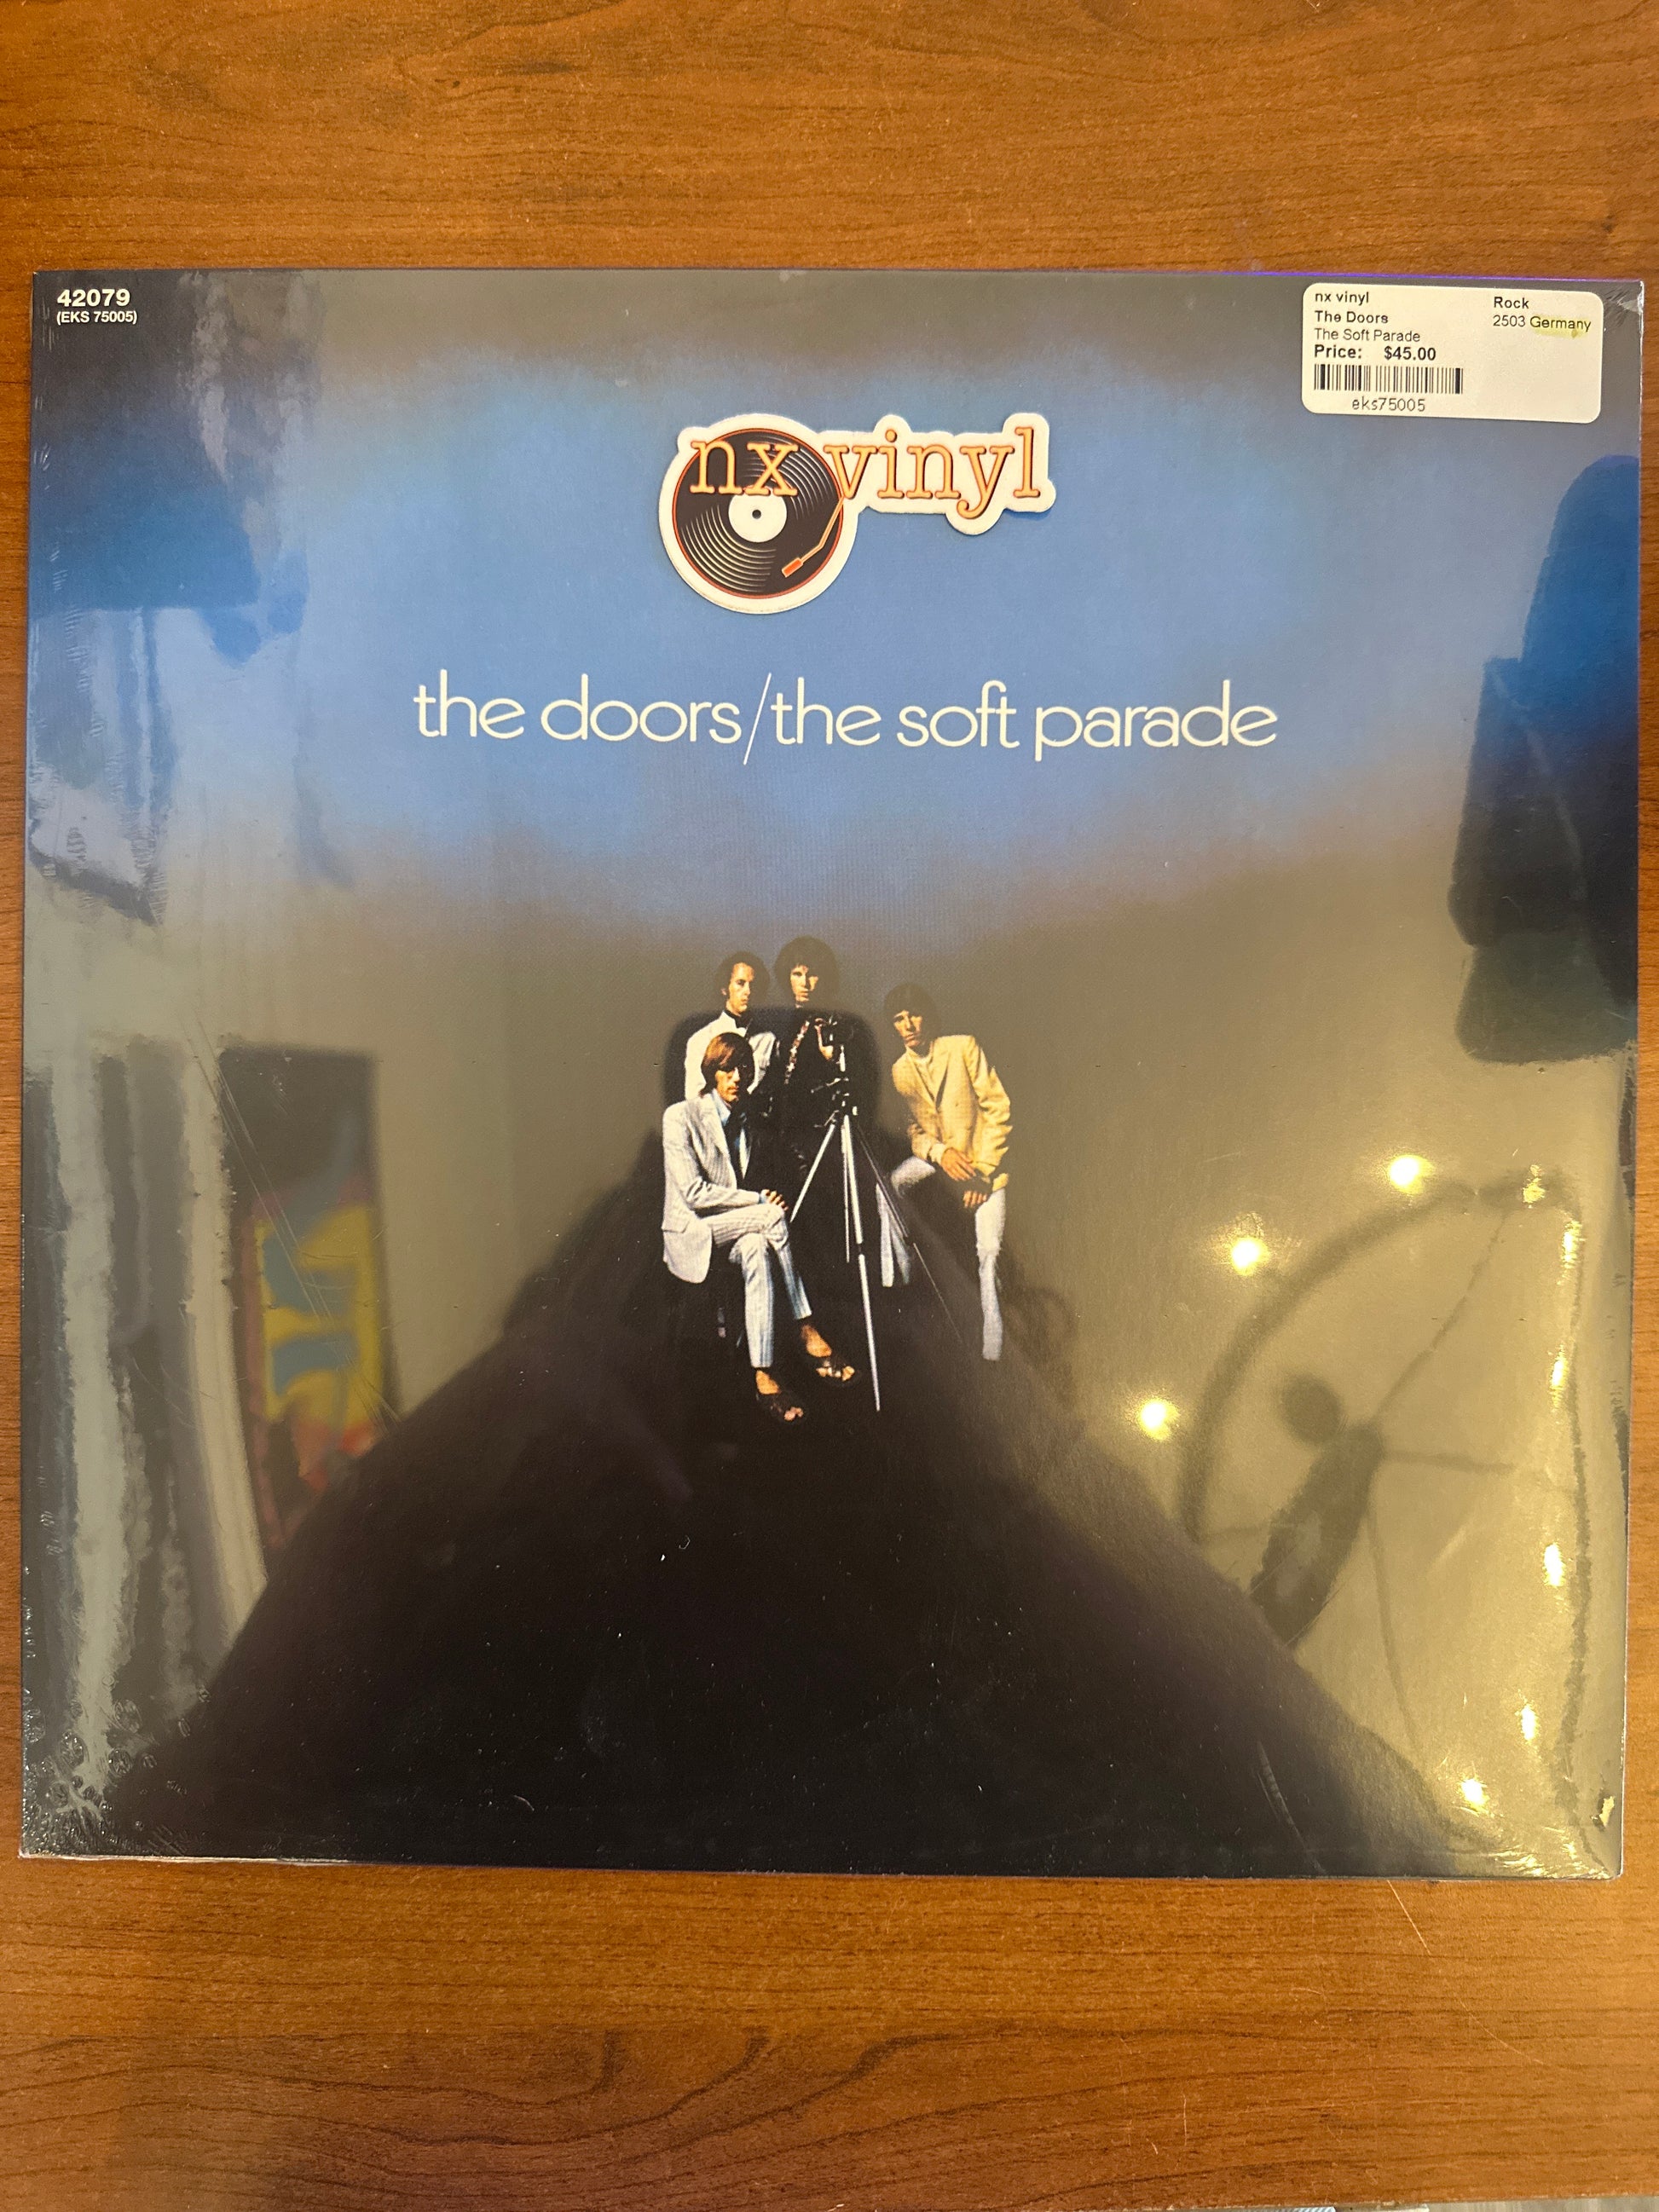 42079
(EKS 75005)
nx vinyl
The Doors
The Soft Parade
Price: $45.00
eks75005
Rock
2503 Germany
nx vinyl
the doors/the soft parade